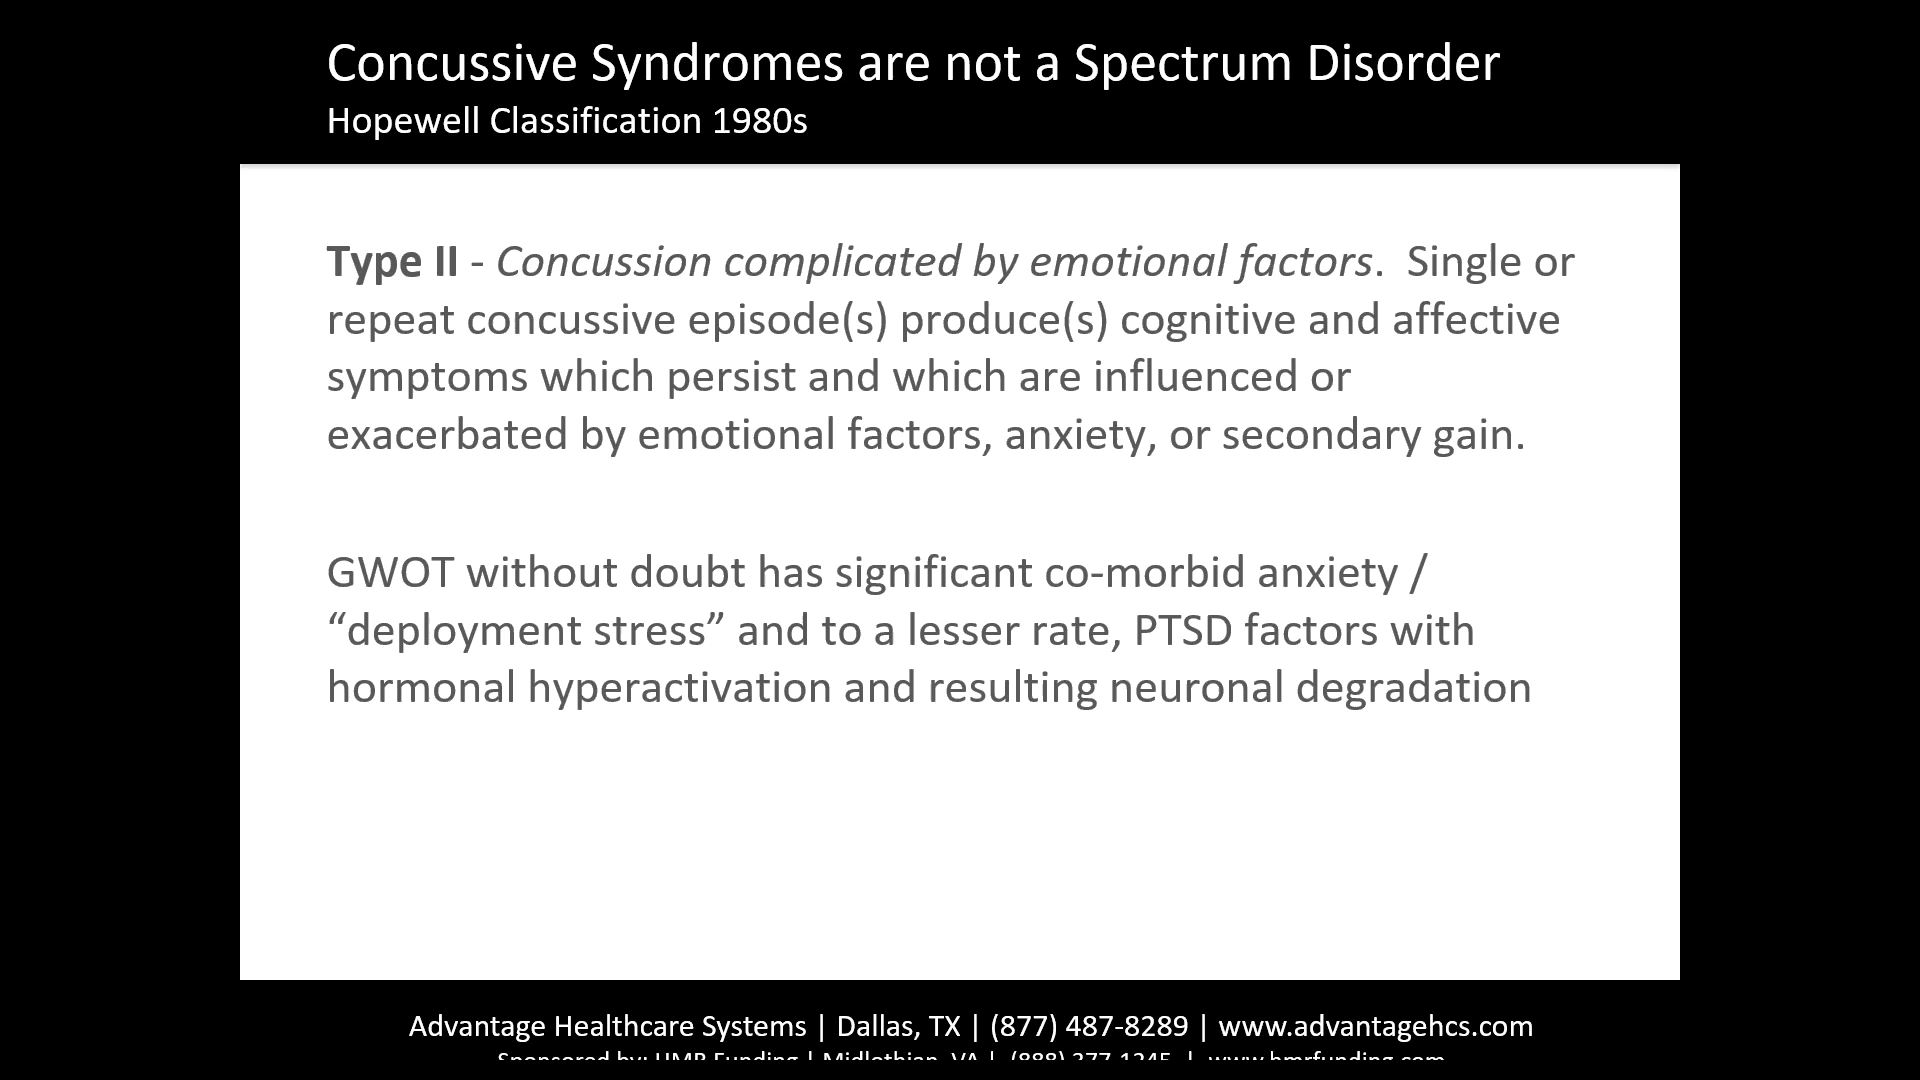 Concussive Syndromes are not a Spectrum Disorder
Hopewell Classification 1980s
Type II - Concussion complicated by emotional factors.  Single or
repeat concussive episode(s) produce(s) cognitive and affective
symptoms which persist and which are influenced or
exacerbated by emotional factors, anxiety, or secondary gain.
GWOT without doubt has significant co-morbid anxiety /
“deployment stress” and to a lesser rate, PTSD factors with
hormonal hyperactivation and resulting neuronal degradation
Advantage Healthcare Systems | Dallas, TX | (877) 487-8289 | www.advantagehcs.com
Sponsored by: HMR Funding | Midlothian, VA | (888) 377-1245 | www.hmrfunding.com